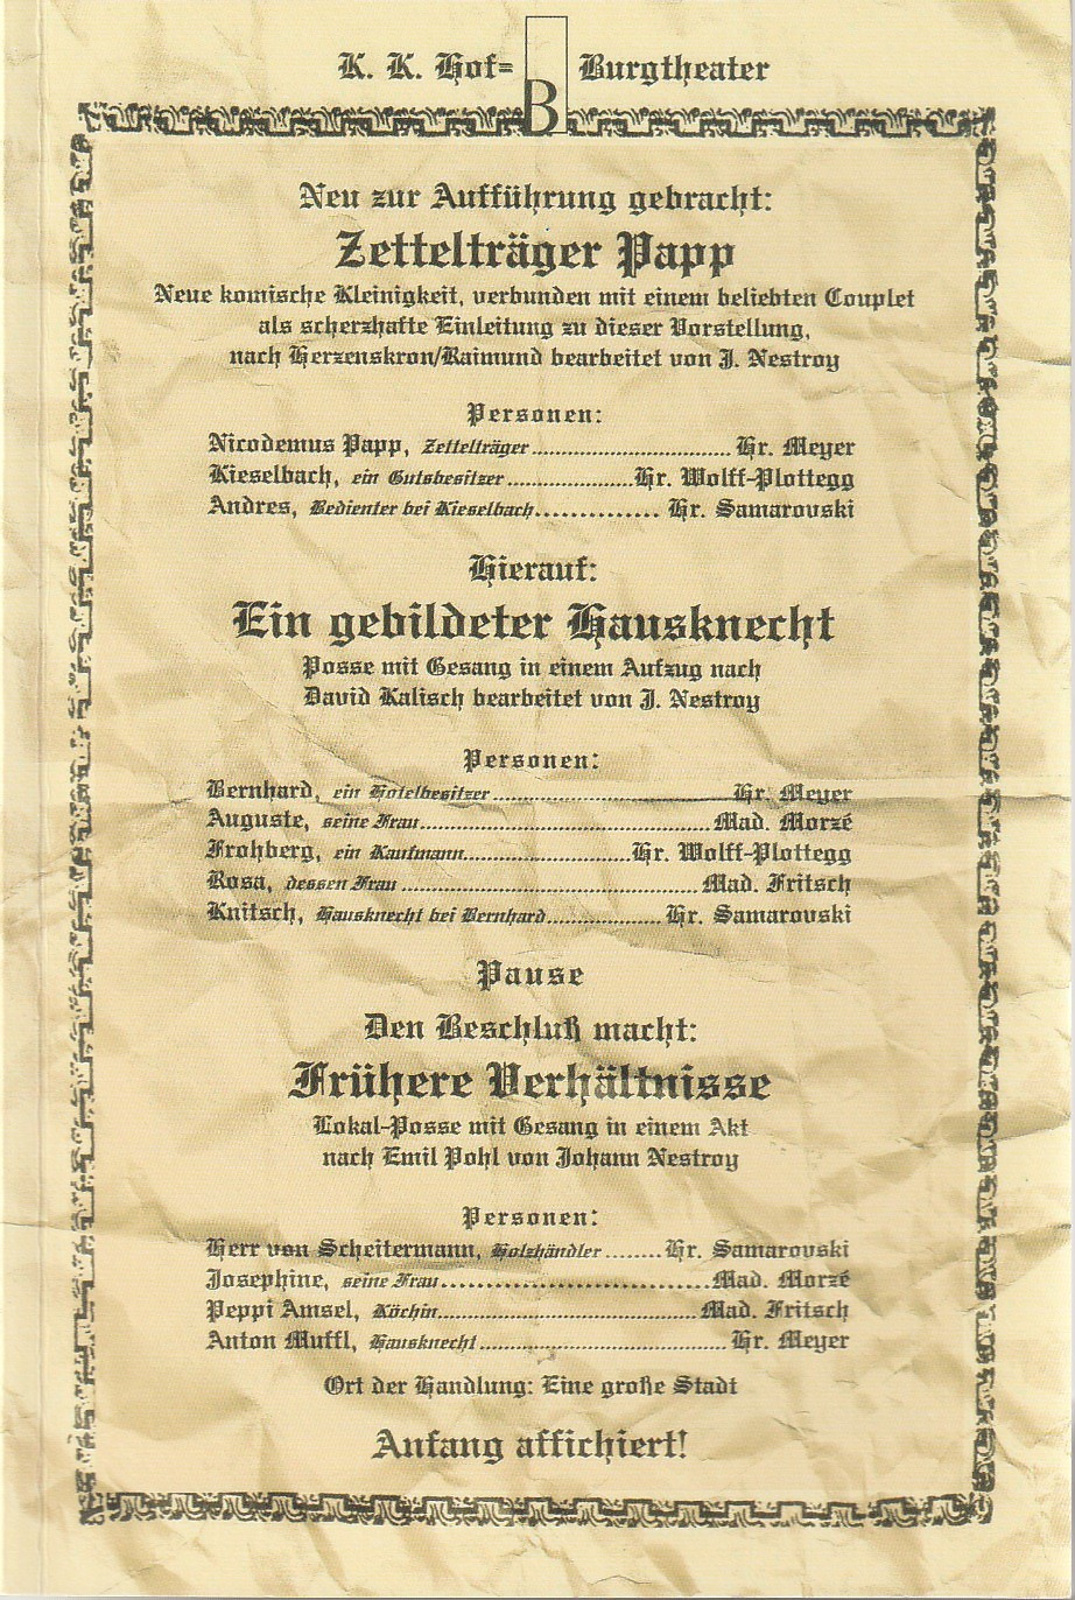 K. K. Hof= B Burgtheater
Neu zur Aufführung gebracht:
Zettelträger Papp
Neue komische Kleinigkeit, verbunden mit einem beliebten Couplet
als scherzhafte Einleitung zu dieser Vorstellung,
nach Herzenskron/Raimund bearbeitet von J. Nestroy
Personen:
Nicodemus Papp, Zettelträger.................................Hr. Meyer
Kieselbach, ein Gutsbesitzer.....................Hr. Wolff-Plottegg
Andres, Bedienter bei Kieselbach............... Hr. Samarovski
Hierauf:
Ein gebildeter Hausknecht
Posse mit Gesang in einem Aufzug nach
David Kalisch bearbeitet von J. Nestroy
Personen:
Bernhard, ein Hotelbesitzer........................................Hr. Meyer
Auguste, seine Frau................................................Mad. Morzé
Frohberg, ein Kaufmann...........................Hr. Wolff-Plottegg
Rosa, dessen Frau ..................................................Mad. Fritsch
Knitsch, Hausknecht bei Bernhard...................Hr. Samarovski
Pause
Den Beschluß macht:
Frühere Verhältnisse
Lokal-Posse mit Gesang in einem Akt
nach Emil Pohl von Johann Nestroy
Personen:
Herr von Scheitermann, Holzhändler.........Hr. Samarovski
Josephine, seine Frau.................................Mad. Morzé
Peppi Amsel, Köchin...........................................Mad. Fritsch
Anton Muffl, Hausknecht.........................................Hr. Meyer
Ort der Handlung: Eine große Stadt
Anfang affichiert!